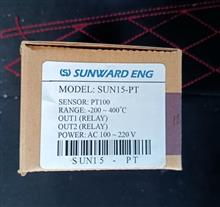 SUNWARD ENG
MODEL: SUN15-PT
SENSOR: PT100
RANGE: -200 ~ 400°C
OUT1 (RELAY)
OUT2 (RELAY)
POWER: AC 100 ~ 220 V
SUN15 - PT